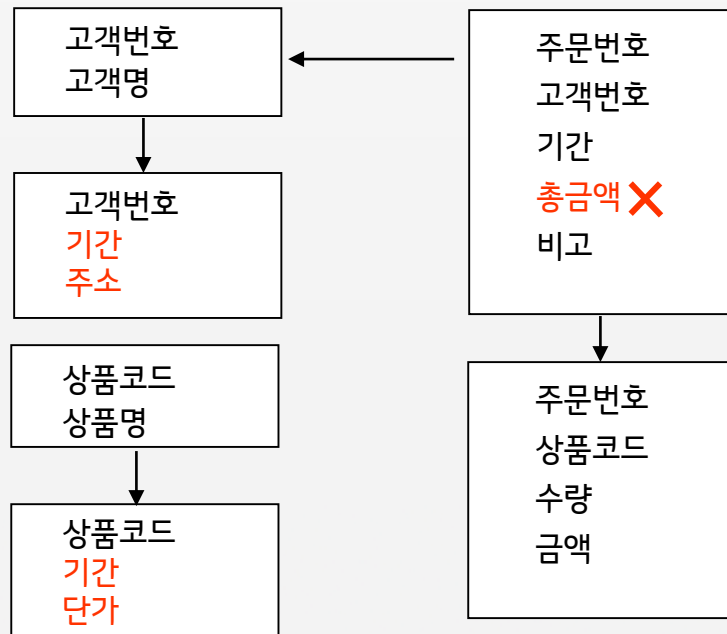 고객번호
고객명
고객번호
기간
주소
상품코드
상품명
상품코드
기간
단가
주문번호
고객번호
기간
총금액
비고
주문번호
상품코드
수량
금액